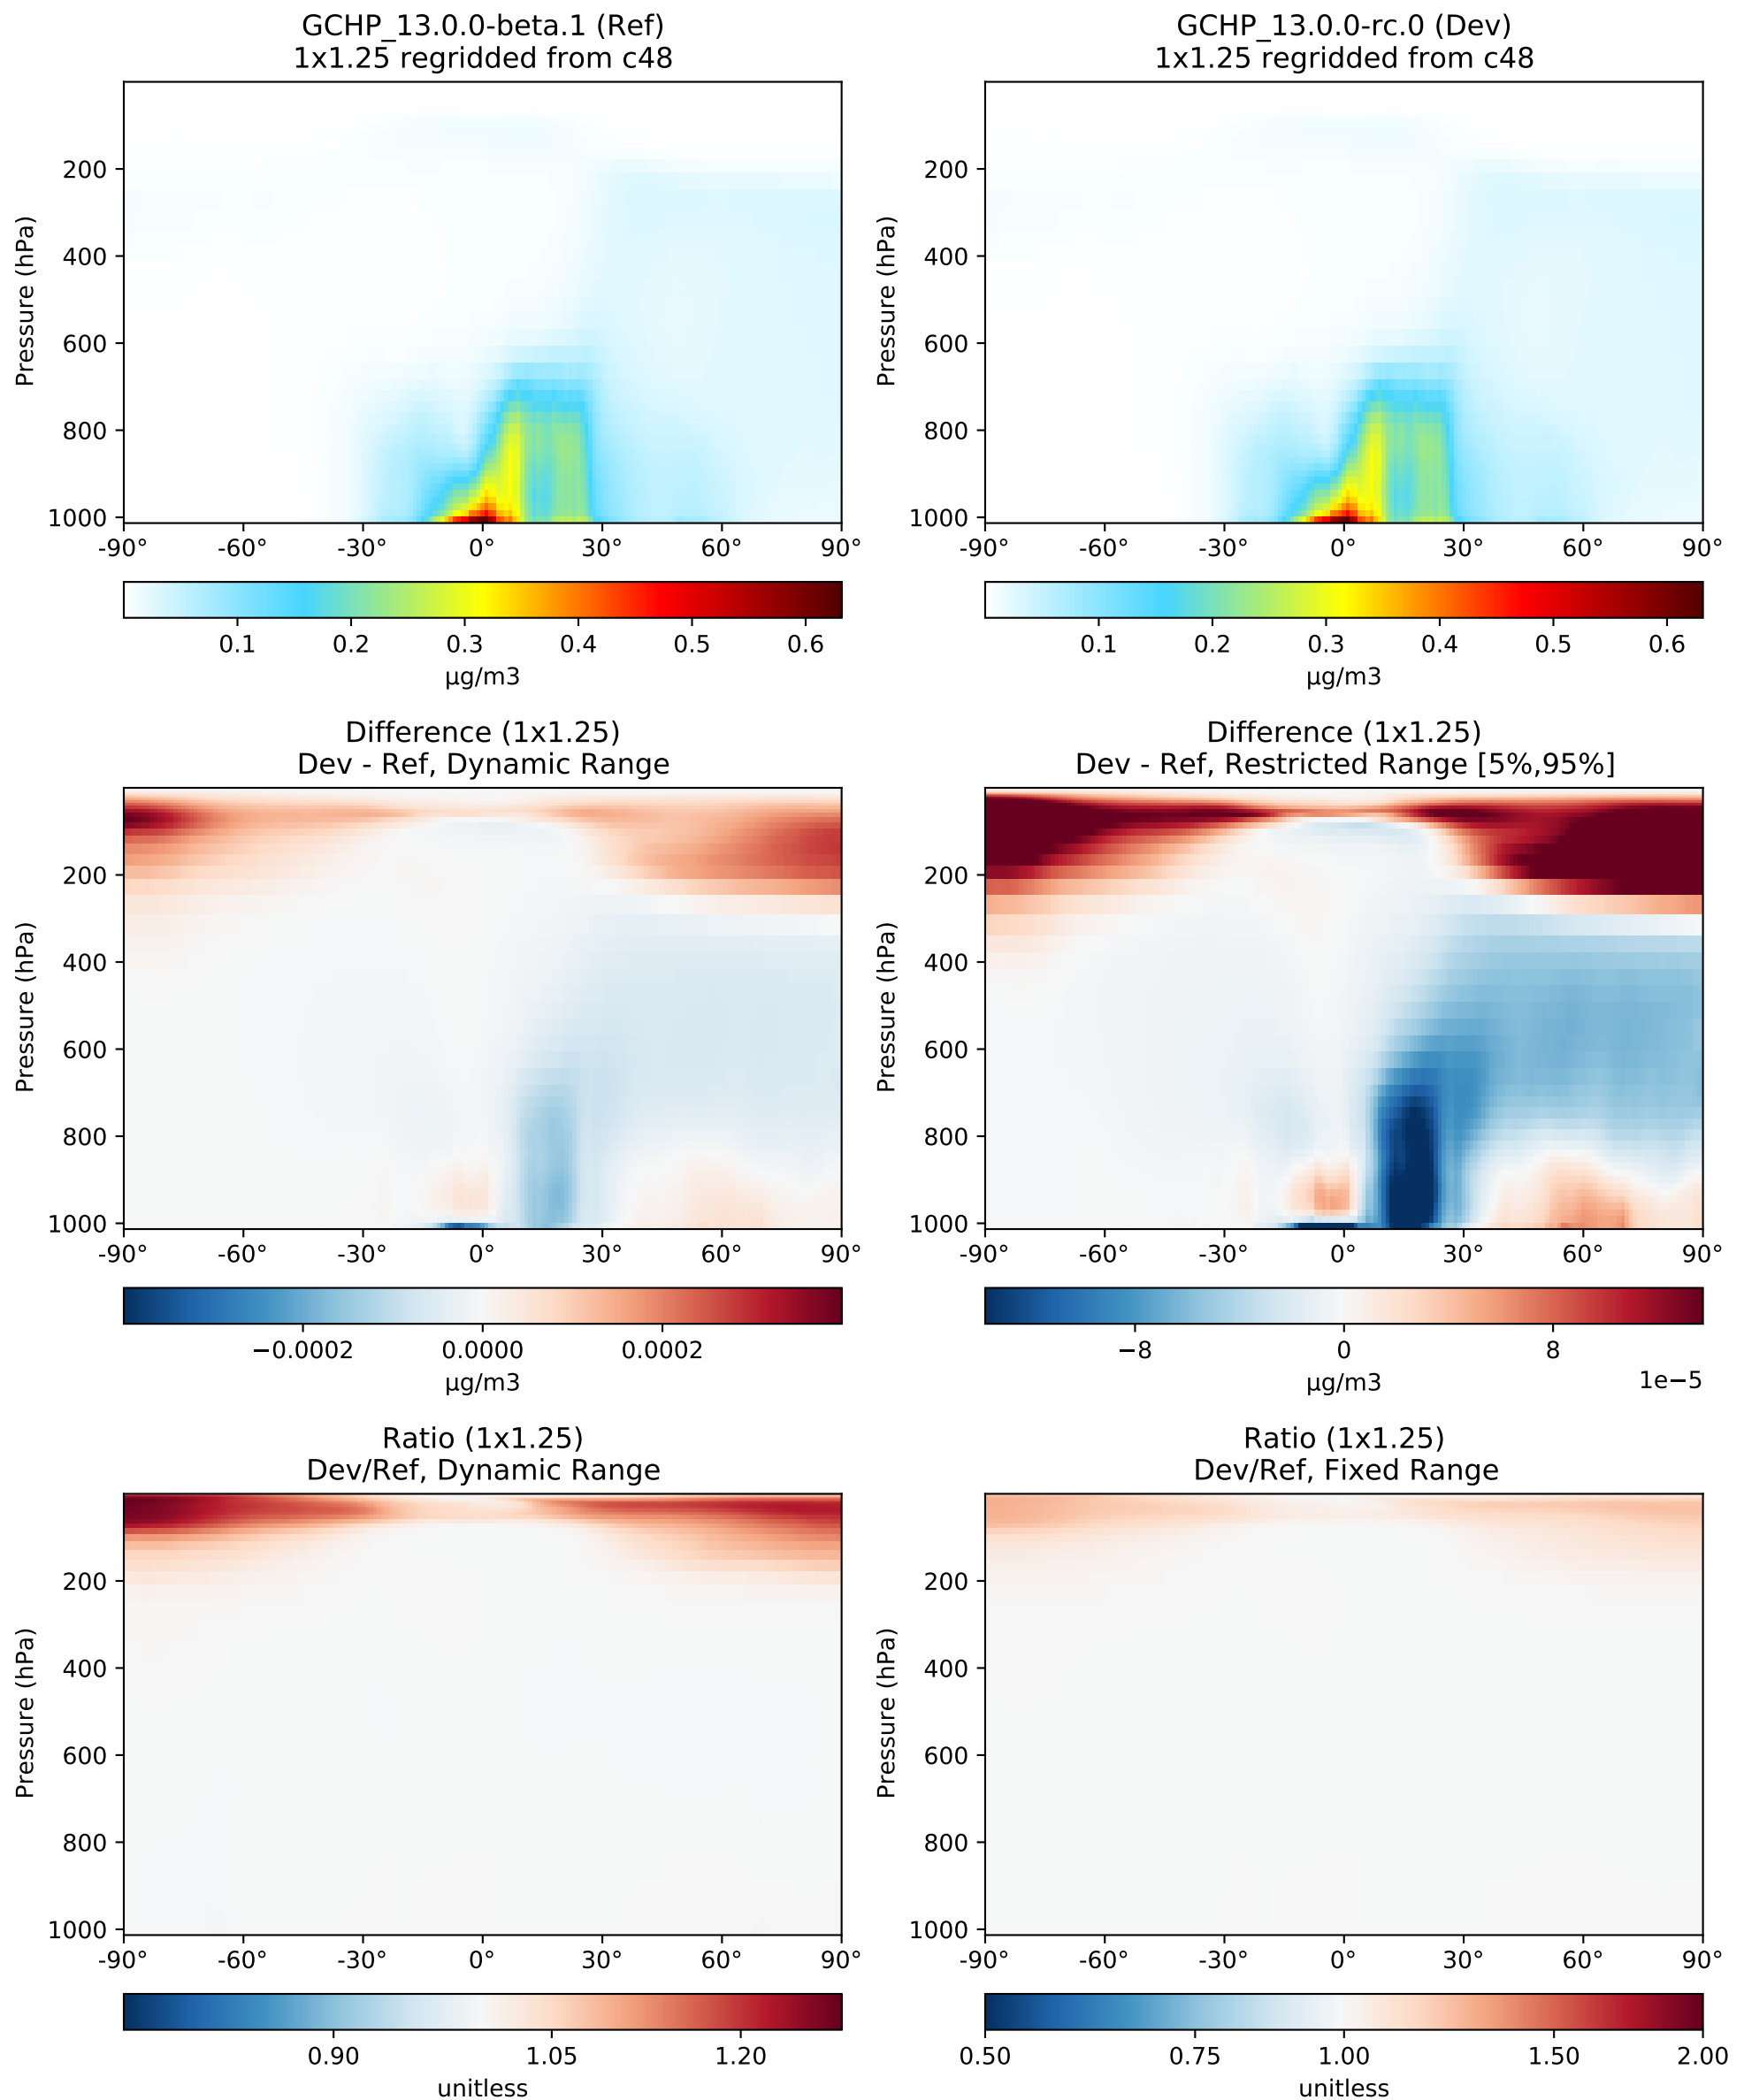 GCHP_13.0.0-beta.1 (Ref)
1x1.25 regridded from c48
Pressure (hPa)
200
400
600
800
1000
-90° -60° -30° 0° 30° 60° 90°
0.1 0.2 0.3 0.4 0.5 0.6
μg/m3
GCHP_13.0.0-rc.0 (Dev)
1x1.25 regridded from c48
Pressure (hPa)
200
400
600
800
1000
-90° -60° -30° 0° 30° 60° 90°
0.1 0.2 0.3 0.4 0.5 0.6
μg/m3
Difference (1x1.25)
Dev - Ref, Dynamic Range
Pressure (hPa)
200
400
600
800
1000
-90° -60° -30° 0° 30° 60° 90°
−0.0002 0.0000 0.0002
μg/m3
Difference (1x1.25)
Dev - Ref, Restricted Range [5%,95%]
Pressure (hPa)
200
400
600
800
1000
-90° -60° -30° 0° 30° 60° 90°
−8 0 8
μg/m3
1e−5
Ratio (1x1.25)
Dev/Ref, Dynamic Range
Pressure (hPa)
200
400
600
800
1000
-90° -60° -30° 0° 30° 60° 90°
0.90 1.05 1.20
unitless
Ratio (1x1.25)
Dev/Ref, Fixed Range
Pressure (hPa)
200
400
600
800
1000
-90° -60° -30° 0° 30° 60° 90°
0.50 0.75 1.00 1.50 2.00
unitless